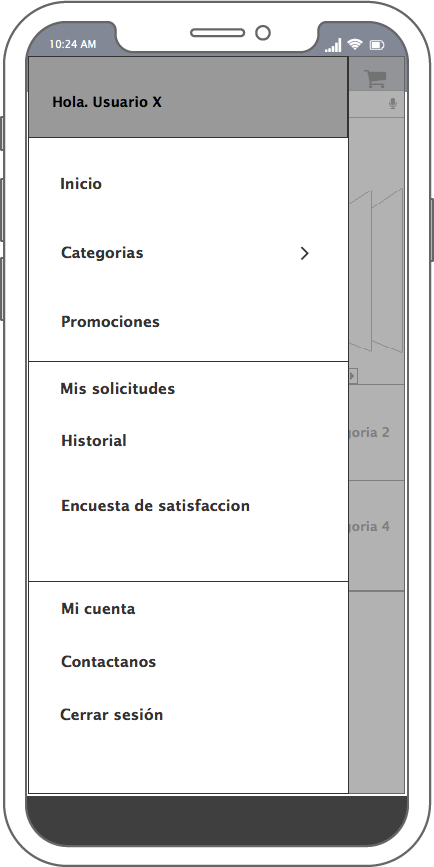 10:24 AM
Hola. Usuario X
Inicio
Categorias
Promociones
Mis solicitudes
goria 2
Historial
Encuesta de satisfaccion
goria 4
Mi cuenta
Contactanos
Cerrar sesión